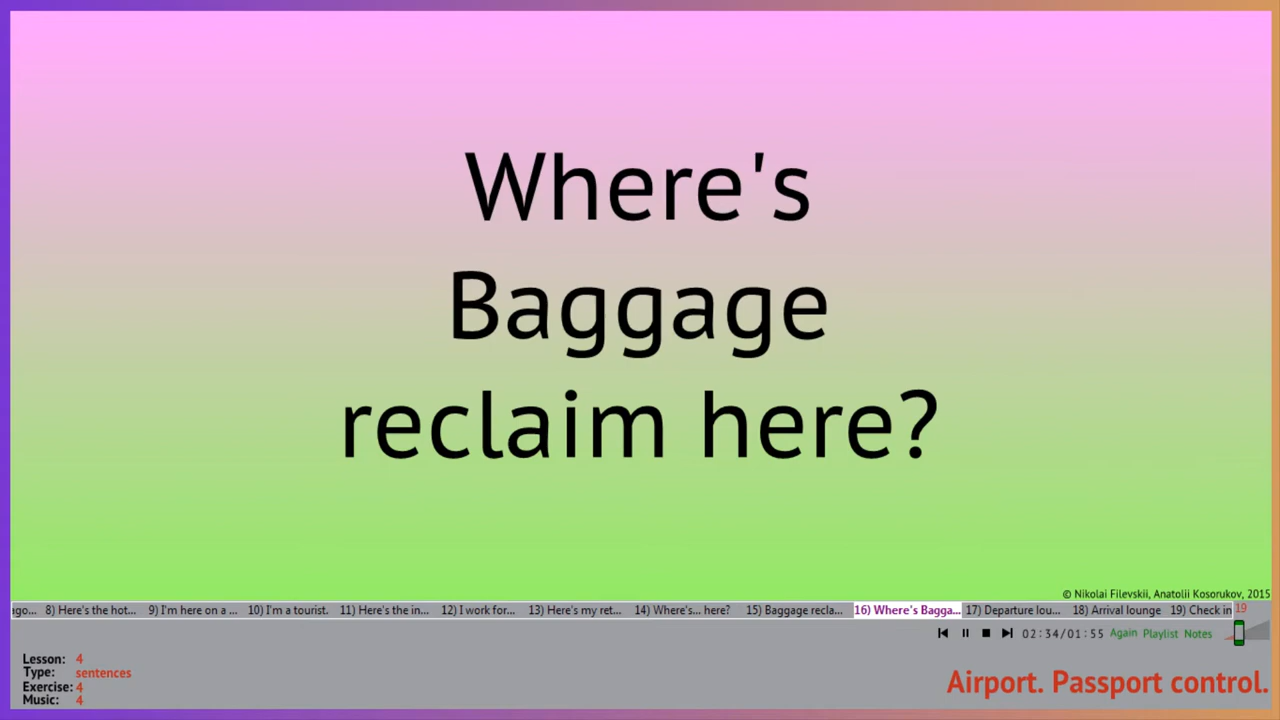 Where's
Baggage
reclaim here?
© Nikolai Filevskii, Anatolii Kosorukov, 2015
ago... 8) Here's the hot... 9) I'm here on a ... 10) I'm a tourist. 11) Here's the in... 12) I work for... 13) Here's my ret... 14) Where's... here? 15) Baggage recla... 16) Where's Bagga... 17) Departure lou... 18) Arrival lounge 19) Check in 19
02:34/01:55 Again Playlist Notes
Lesson: 4
Type: sentences
Exercise: 4
Music: 4
Airport. Passport control.